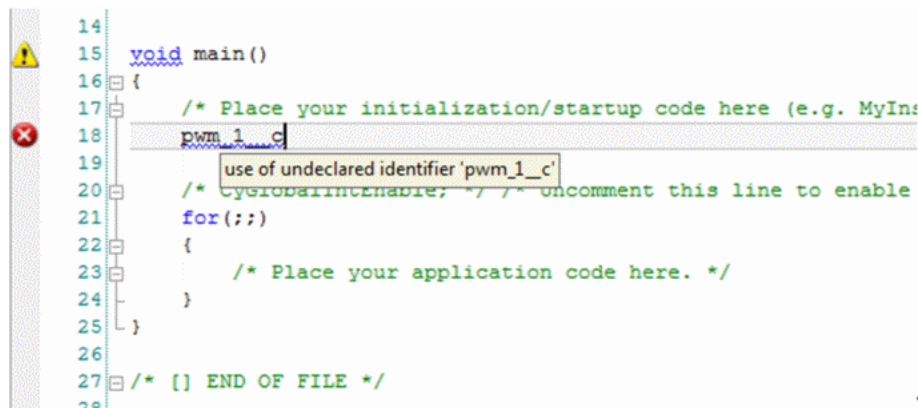 14
15 void main()
16 {
17 /* Place your initialization/startup code here (e.g. MyIns
18 pwm_1__c
19
use of undeclared identifier 'pwm_1__c'
20 /* CyGlobalIntEnable; */ /* Uncomment this line to enable
21 for(;;)
22 {
23 /* Place your application code here. */
24 }
25 }
26
27 /* [] END OF FILE */
28